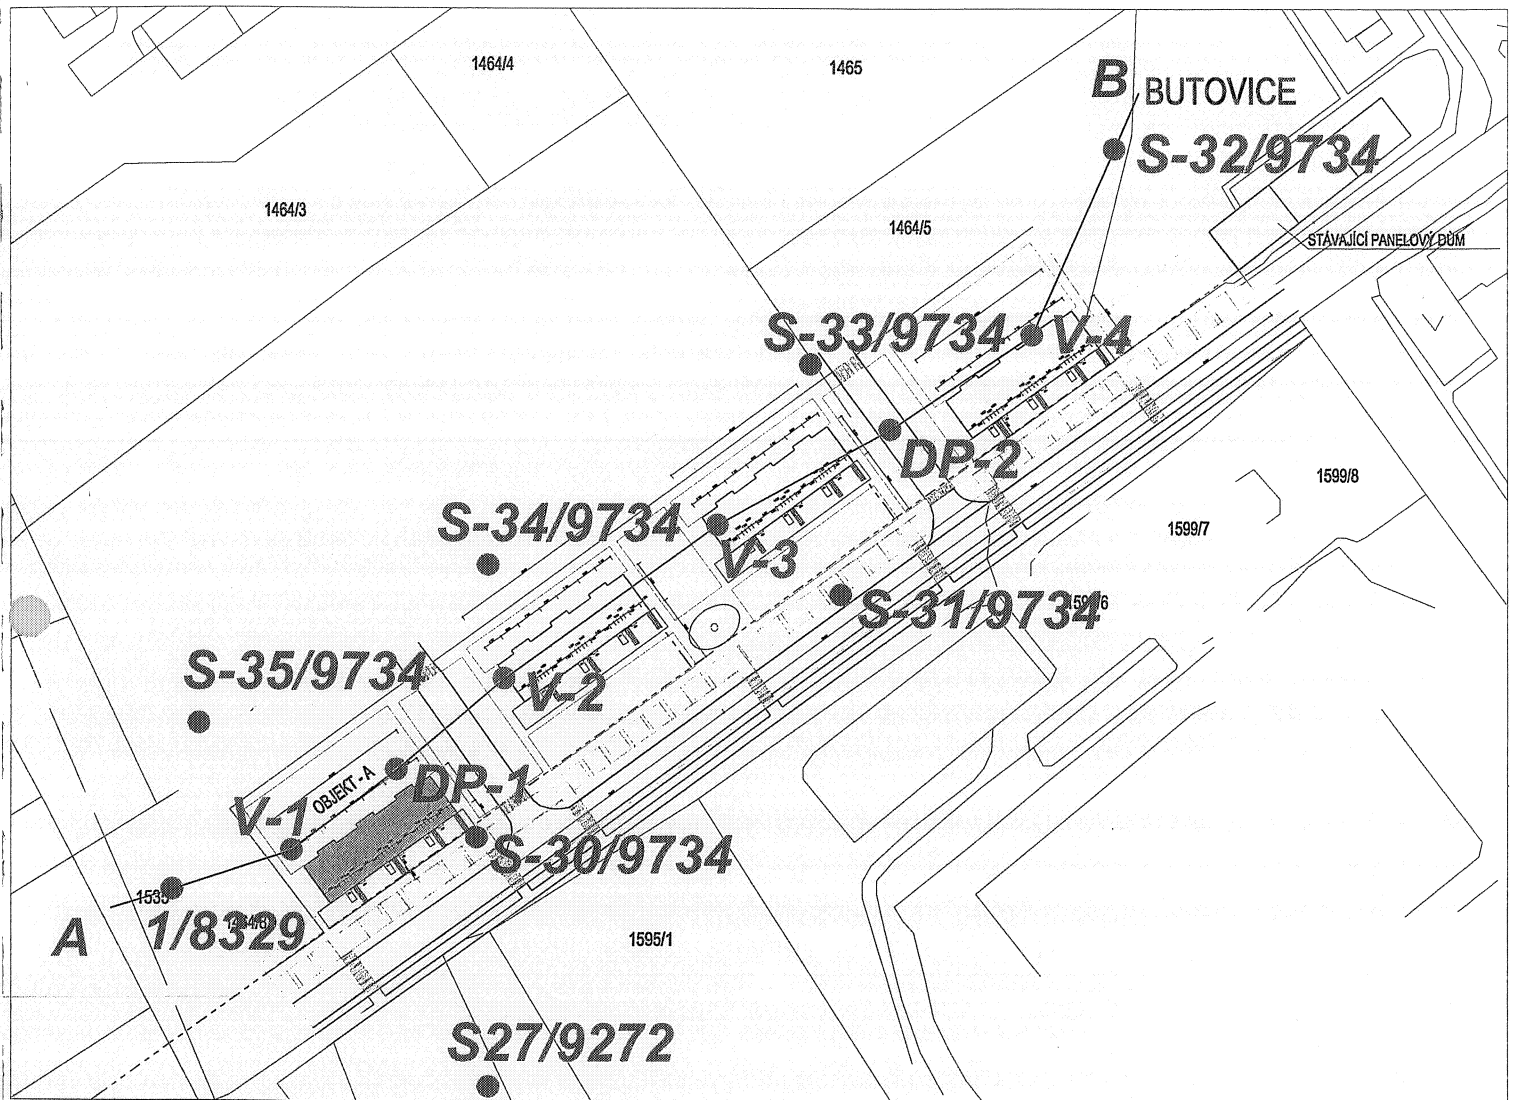 1464/4
1465
B BUTOVICE
S-32/9734
1464/3
1464/5
STÁVAJÍCÍ PANELOVÝ DŮM
S-33/9734
V-4
DP-2
1599/8
S-34/9734
1599/7
V-3
S-31/9734
S-35/9734
V-2
OBJEKT - A
DP-1
V-1
S-30/9734
1535
A
1/8329
1595/1
S27/9272